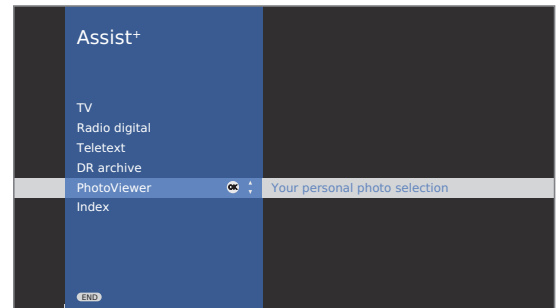 Assist+
TV
Radio digital
Teletext
DR archive
PhotoViewer OK Your personal photo selection
Index
END